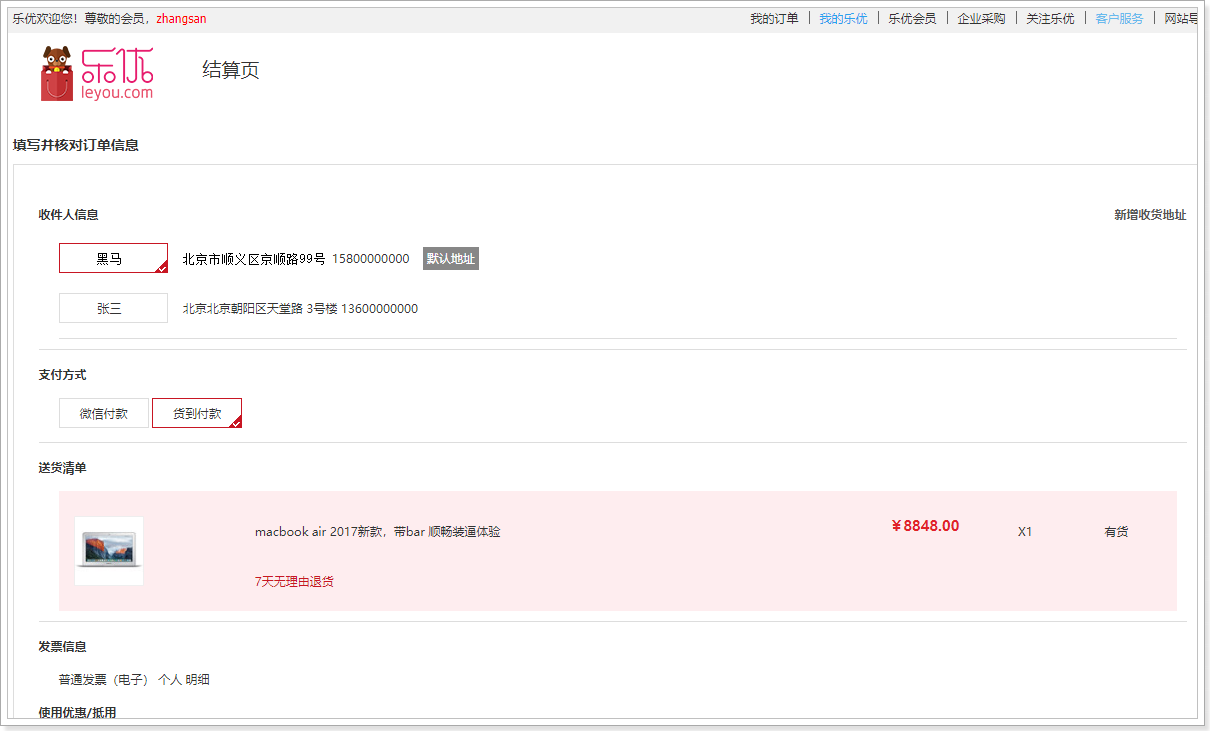 乐优欢迎您！尊敬的会员，zhangsan 我的订单 我的乐优 乐优会员 企业采购 关注乐优 客户服务 网站导
乐优
leyou.com
结算页
填写并核对订单信息
收件人信息 新增收货地址
黑马 北京市顺义区京顺路99号 15800000000 默认地址
张三 北京北京朝阳区天堂路 3号楼 13600000000
支付方式
微信付款 货到付款
送货清单
macbook air 2017新款，带bar 顺畅装逼体验 ￥8848.00 X1 有货
7天无理由退货
发票信息
普通发票（电子） 个人 明细
使用优惠/抵用